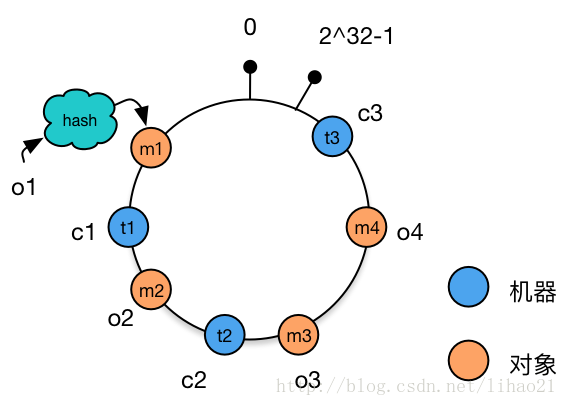 0
2^32-1
hash
c3
t3
m1
o1
c1
t1
m4
o4
m2
o2
t2
m3
c2
o3
机器
对象
http://blog.csdn.net/lihao21